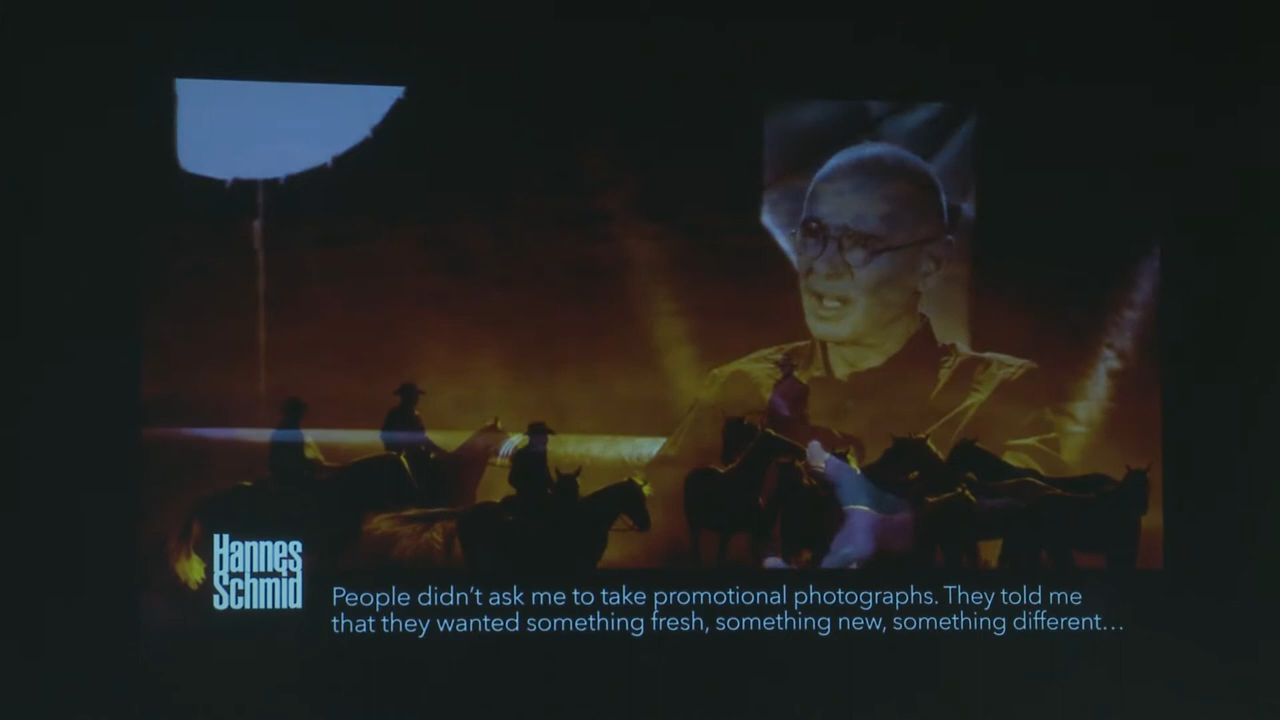 Hannes
Schmid
People didn't ask me to take promotional photographs. They told me
that they wanted something fresh, something new, something different…